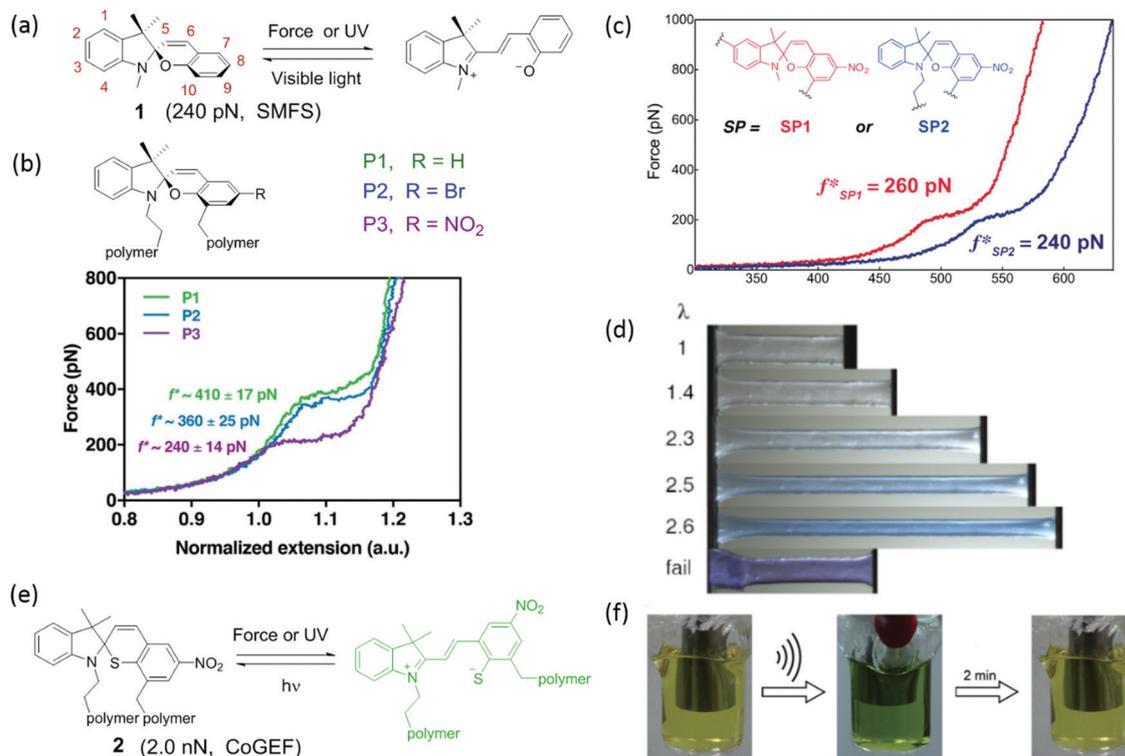 (a)
1
2
3
4
5
6
7
8
9
10
N
O
Force or UV
Visible light
N
+
-
O
1 (240 pN, SMFS)
(b)
N
O
R
polymer
polymer
P1, R = H
P2, R = Br
P3, R = NO2
800
600
400
200
0
Force (pN)
P1
P2
P3
f* ~ 410 ± 17 pN
f* ~ 360 ± 25 pN
f* ~ 240 ± 14 pN
0.8 0.9 1.0 1.1 1.2 1.3
Normalized extension (a.u.)
(c)
1000
800
600
400
200
0
Force (pN)
N
O
NO2
N
O
NO2
SP = SP1 or SP2
f*SP1 = 260 pN
f*SP2 = 240 pN
350 400 450 500 550 600
(d)
λ
1
1.4
2.3
2.5
2.6
fail
(e)
N
S
NO2
polymer polymer
2 (2.0 nN, CoGEF)
Force or UV
hν
NO2
N
+
-
S
polymer
polymer
(f)
2 min